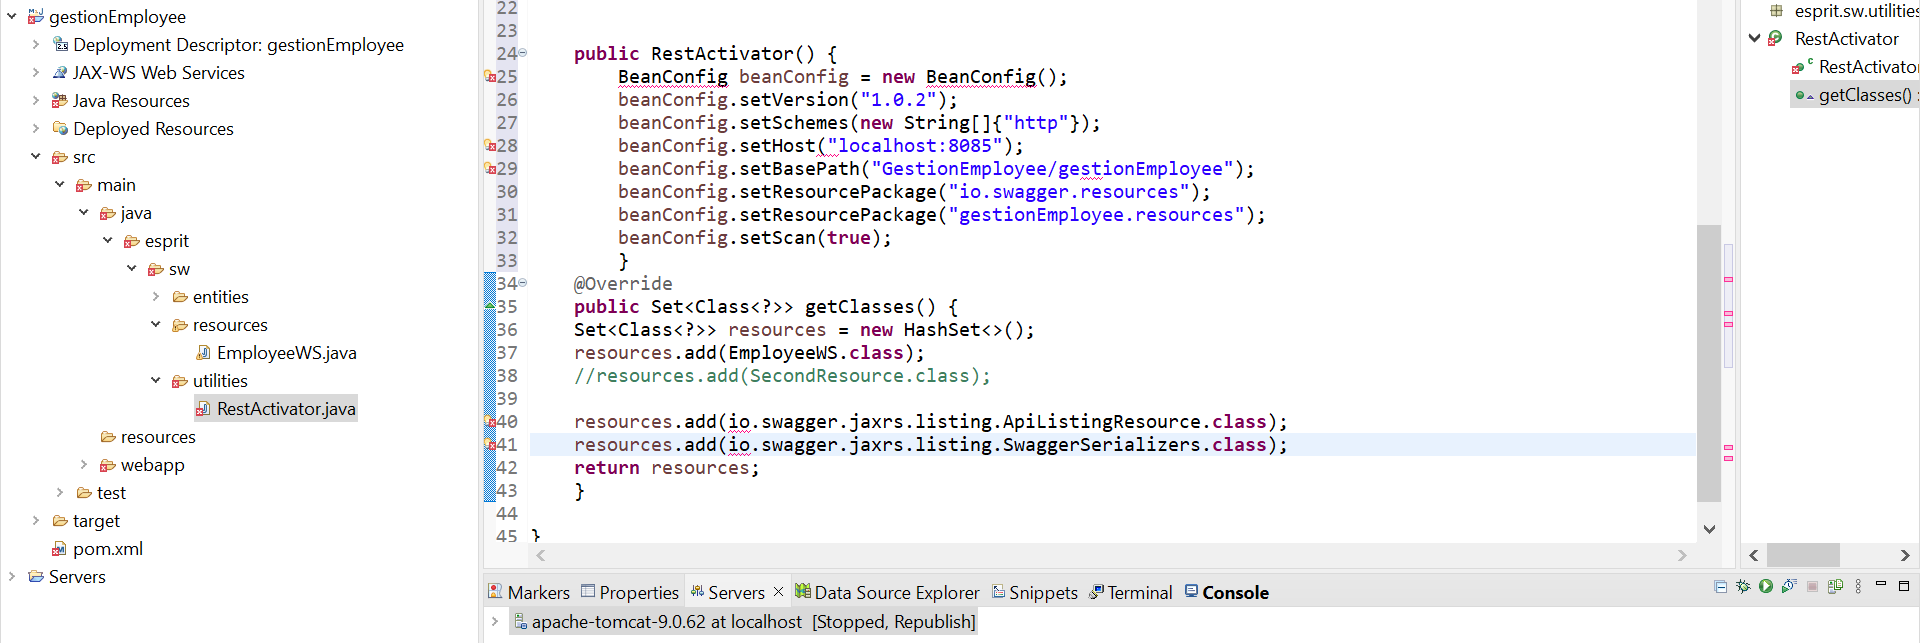 gestionEmployee
Deployment Descriptor: gestionEmployee
JAX-WS Web Services
Java Resources
Deployed Resources
src
main
java
esprit
sw
entities
resources
EmployeeWS.java
utilities
RestActivator.java
resources
webapp
test
target
pom.xml
Servers
22
23
24 public RestActivator() {
25 BeanConfig beanConfig = new BeanConfig();
26 beanConfig.setVersion("1.0.2");
27 beanConfig.setSchemes(new String[]{"http"});
28 beanConfig.setHost("localhost:8085");
29 beanConfig.setBasePath("GestionEmployee/gestionEmployee");
30 beanConfig.setResourcePackage("io.swagger.resources");
31 beanConfig.setResourcePackage("gestionEmployee.resources");
32 beanConfig.setScan(true);
33 }
34 @Override
35 public Set<Class<?>> getClasses() {
36 Set<Class<?>> resources = new HashSet<>();
37 resources.add(EmployeeWS.class);
38 //resources.add(SecondResource.class);
39
40 resources.add(io.swagger.jaxrs.listing.ApiListingResource.class);
41 resources.add(io.swagger.jaxrs.listing.SwaggerSerializers.class);
42 return resources;
43 }
44
45 }
esprit.sw.utilities
RestActivator
RestActivator
getClasses() :
Markers Properties Servers Data Source Explorer Snippets Terminal Console
apache-tomcat-9.0.62 at localhost [Stopped, Republish]